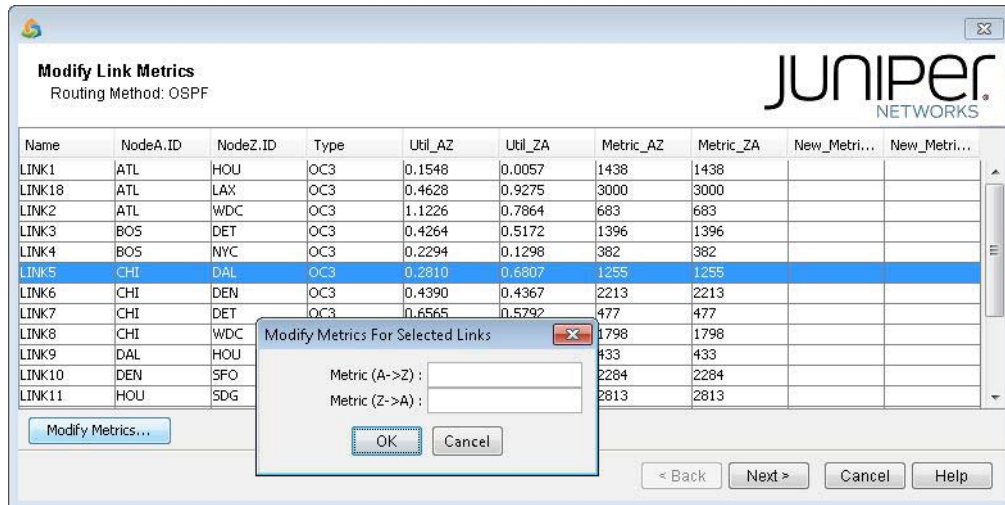 Modify Link Metrics
Routing Method: OSPF
JUNIPER
NETWORKS
Name NodeA.ID NodeZ.ID Type Util_AZ Util_ZA Metric_AZ Metric_ZA New_Metri... New_Metri...
LINK1 ATL HOU OC3 0.1548 0.0057 1438 1438
LINK18 ATL LAX OC3 0.4628 0.9275 3000 3000
LINK2 ATL WDC OC3 1.1226 0.7864 683 683
LINK3 BOS DET OC3 0.4264 0.5172 1396 1396
LINK4 BOS NYC OC3 0.2294 0.1298 382 382
LINK5 CHI DAL OC3 0.2810 0.6807 1255 1255
LINK6 CHI DEN OC3 0.4390 0.4367 2213 2213
LINK7 CHI DET OC3 0.6565 0.5792 477 477
LINK8 CHI WDC 1798 1798
LINK9 DAL HOU 433 433
LINK10 DEN SFO 2284 2284
LINK11 HOU SDG 2813 2813
Modify Metrics For Selected Links
Metric (A->Z) :
Metric (Z->A) :
OK Cancel
Modify Metrics...
< Back Next > Cancel Help